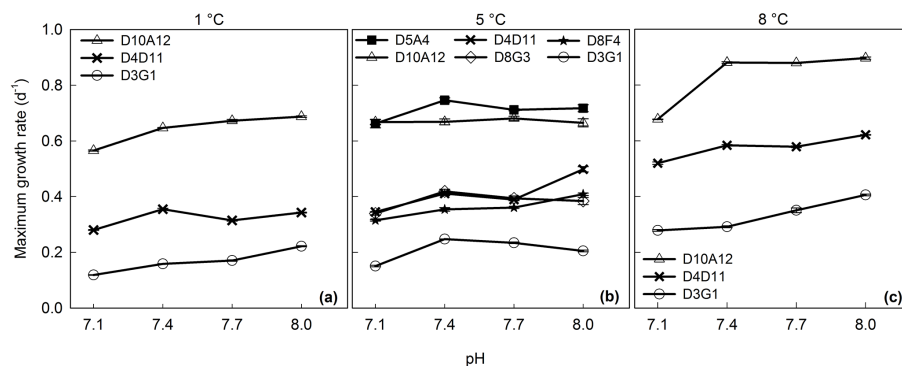 1 °C
5 °C
8 °C
Maximum growth rate (d⁻¹)
1.0
0.8
0.6
0.4
0.2
0.0
D10A12
D4D11
D3G1
(a)
7.1 7.4 7.7 8.0
D5A4 D4D11 D8F4
D10A12 D8G3 D3G1
(b)
7.1 7.4 7.7 8.0
D10A12
D4D11
D3G1
(c)
7.1 7.4 7.7 8.0
pH